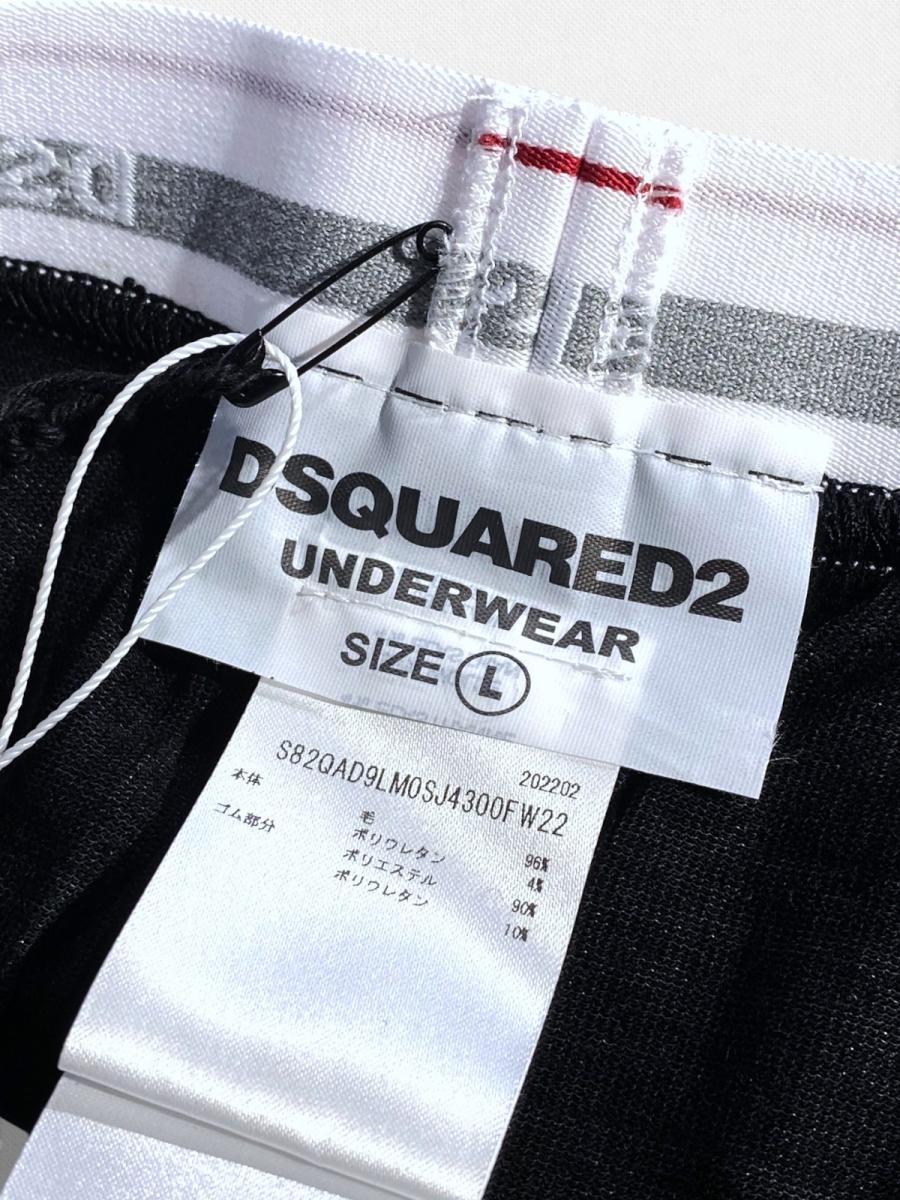 DSQUARED2
UNDERWEAR
SIZE L
202202
S82QAD9LM0SJ4300FW22
本体 毛 96%
ポリウレタン 4%
ゴム部分 ポリエステル 90%
ポリウレタン 10%